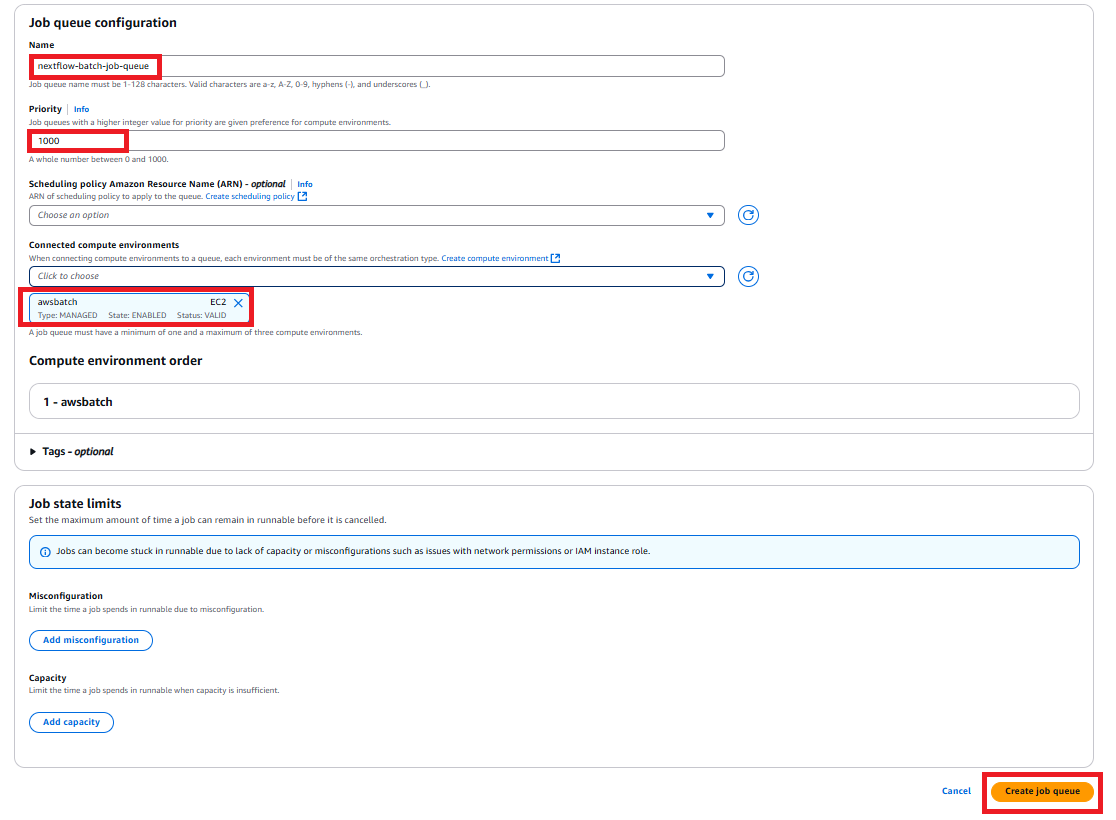 Job queue configuration
Name
nextflow-batch-job-queue
Job queue name must be 1-128 characters. Valid characters are a-z, A-Z, 0-9, hyphens (-), and underscores (_).
Priority | Info
Job queues with a higher integer value for priority are given preference for compute environments.
1000
A whole number between 0 and 1000.
Scheduling policy Amazon Resource Name (ARN) - optional | Info
ARN of scheduling policy to apply to the queue. Create scheduling policy
Choose an option
Connected compute environments
When connecting compute environments to a queue, each environment must be of the same orchestration type. Create compute environment
Click to choose
awsbatch EC2
Type: MANAGED State: ENABLED Status: VALID
A job queue must have a minimum of one and a maximum of three compute environments.
Compute environment order
1 - awsbatch
Tags - optional
Job state limits
Set the maximum amount of time a job can remain in runnable before it is cancelled.
Jobs can become stuck in runnable due to lack of capacity or misconfigurations such as issues with network permissions or IAM instance role.
Misconfiguration
Limit the time a job spends in runnable due to misconfiguration.
Add misconfiguration
Capacity
Limit the time a job spends in runnable when capacity is insufficient.
Add capacity
Cancel Create job queue